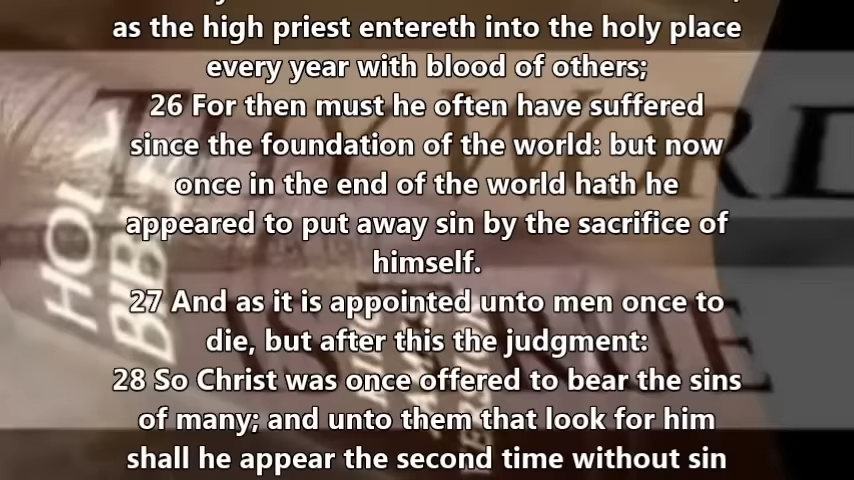 as the high priest entereth into the holy place
every year with blood of others;
26 For then must he often have suffered
since the foundation of the world: but now
once in the end of the world hath he
appeared to put away sin by the sacrifice of
himself.
27 And as it is appointed unto men once to
die, but after this the judgment:
28 So Christ was once offered to bear the sins
of many; and unto them that look for him
shall he appear the second time without sin
HOLY
BIBLE
WORD